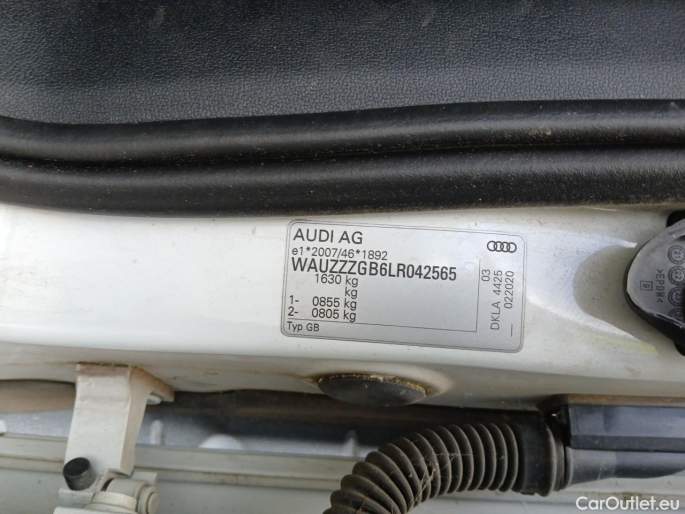 AUDI AG
e1*2007/46*1892
WAUZZZGB6LR042565
1630 kg
kg
1- 0855 kg
2- 0805 kg
Typ GB
03
DKLA 4425
— 022020
>EPDM<
CarOutlet.eu